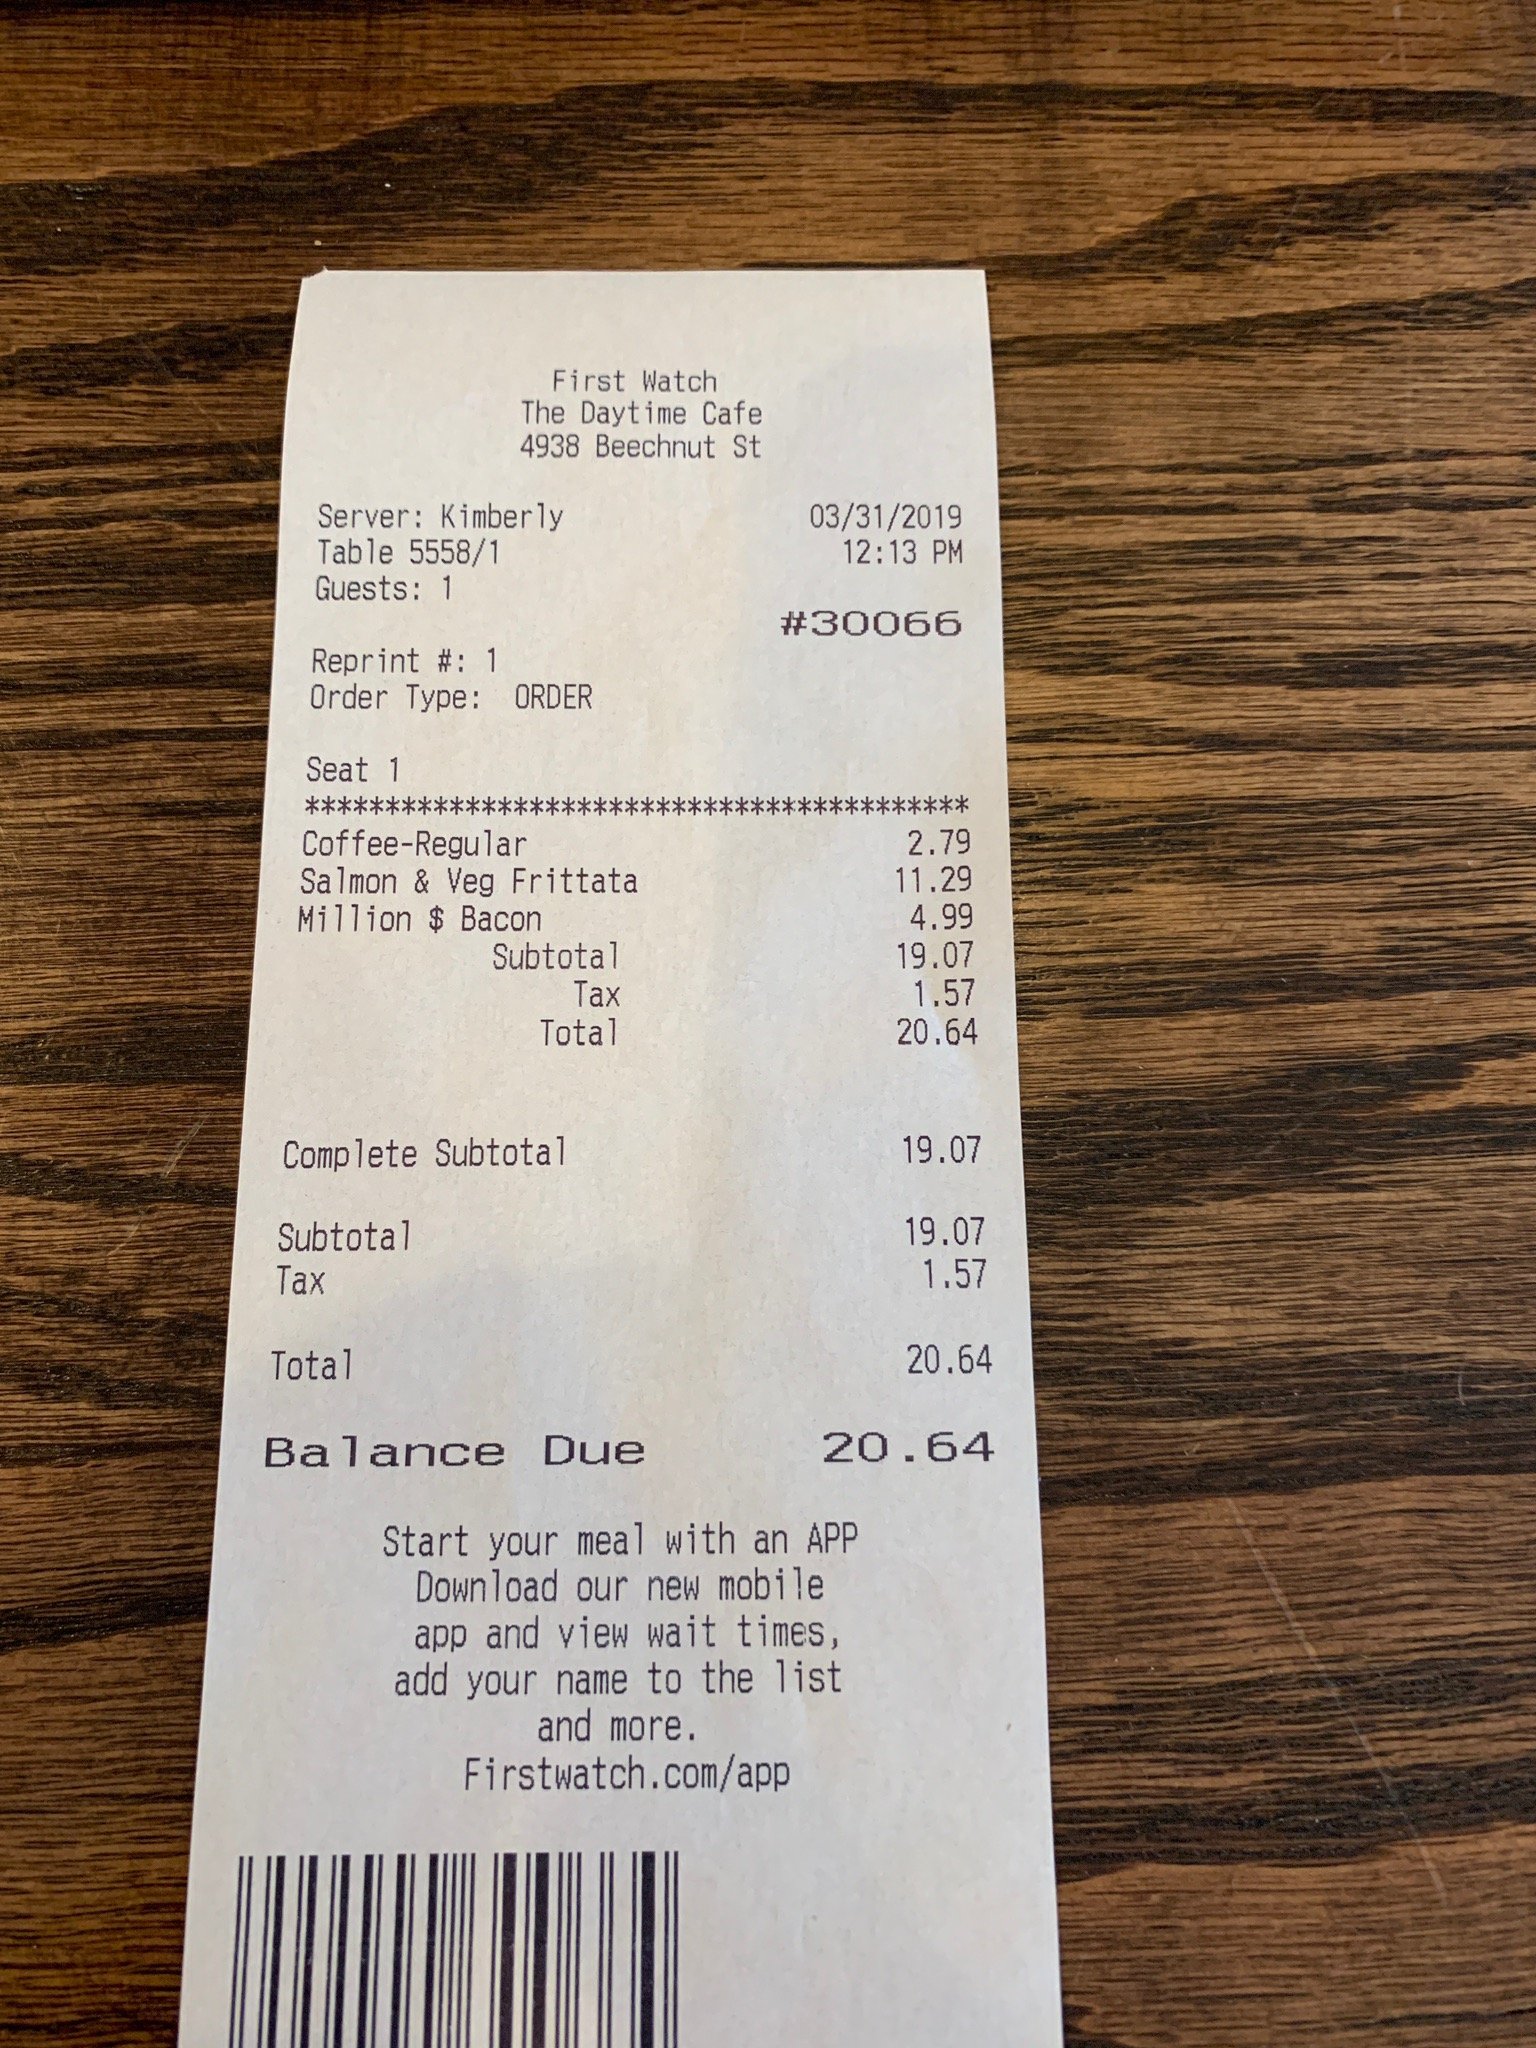 First Watch
The Daytime Cafe
4938 Beechnut St
Server: Kimberly 03/31/2019
Table 5558/1 12:13 PM
Guests: 1
#30066
Reprint #: 1
Order Type: ORDER
Seat 1
******************************************
Coffee-Regular 2.79
Salmon & Veg Frittata 11.29
Million $ Bacon 4.99
Subtotal 19.07
Tax 1.57
Total 20.64
Complete Subtotal 19.07
Subtotal 19.07
Tax 1.57
Total 20.64
Balance Due 20.64
Start your meal with an APP
Download our new mobile
app and view wait times,
add your name to the list
and more.
Firstwatch.com/app